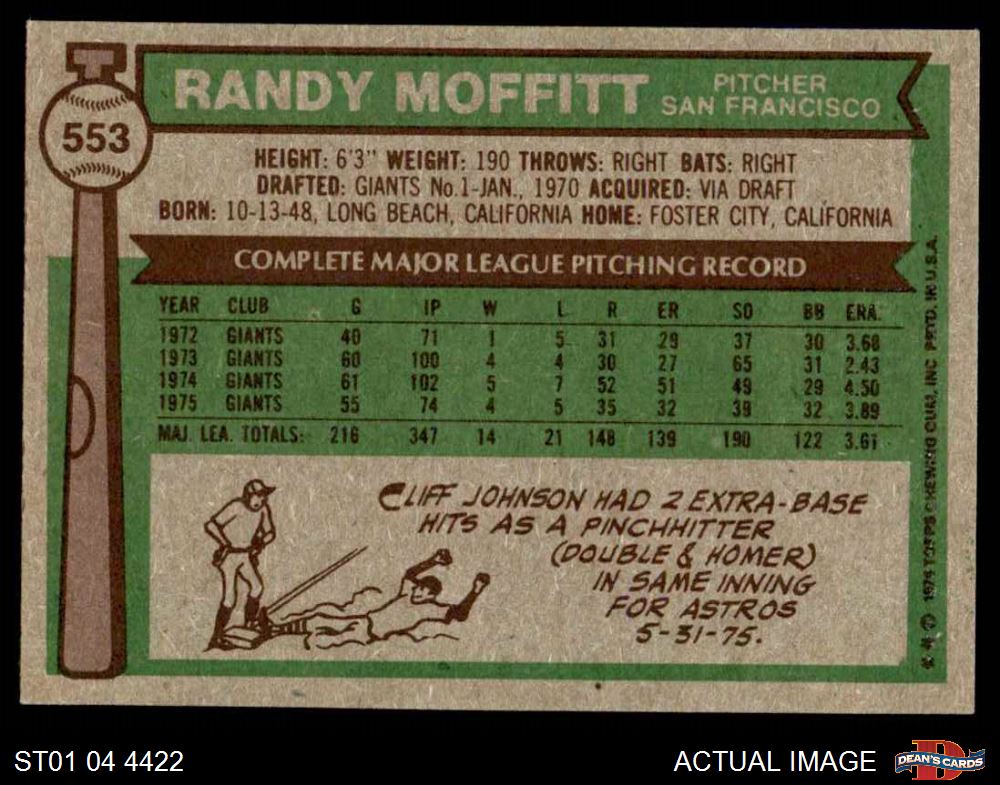 553
RANDY MOFFITT
PITCHER
SAN FRANCISCO
HEIGHT: 6'3" WEIGHT: 190 THROWS: RIGHT BATS: RIGHT
DRAFTED: GIANTS No.1-JAN., 1970 ACQUIRED: VIA DRAFT
BORN: 10-13-48, LONG BEACH, CALIFORNIA HOME: FOSTER CITY, CALIFORNIA
COMPLETE MAJOR LEAGUE PITCHING RECORD
YEAR CLUB G IP W L R ER SO BB ERA.
1972 GIANTS 40 71 1 5 31 29 37 30 3.68
1973 GIANTS 60 100 4 4 30 27 65 31 2.43
1974 GIANTS 61 102 5 7 52 51 49 29 4.50
1975 GIANTS 55 74 4 5 35 32 39 32 3.89
MAJ. LEA. TOTALS: 216 347 14 21 148 139 190 122 3.61
CLIFF JOHNSON HAD 2 EXTRA-BASE
HITS AS A PINCHHITTER
(DOUBLE & HOMER)
IN SAME INNING
FOR ASTROS
5-31-75.
© 1976 TOPPS CHEWING GUM, INC PRTD. IN U.S.A.
ST01 04 4422
ACTUAL IMAGE
DEAN'S CARDS